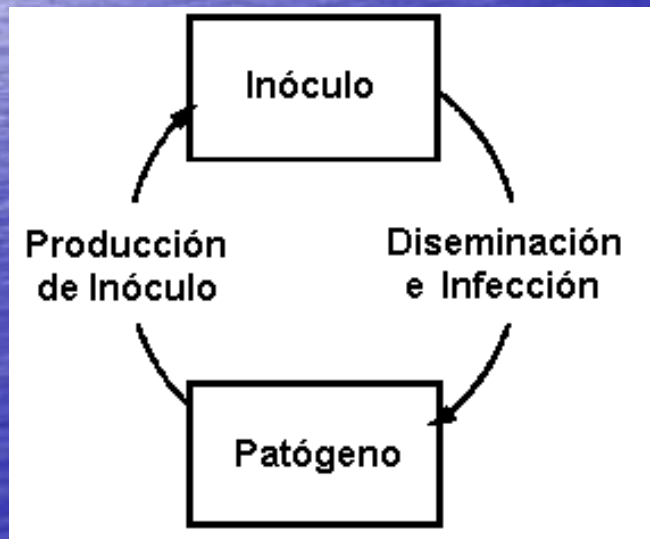 Inóculo
Producción
de Inóculo
Diseminación
e Infección
Patógeno